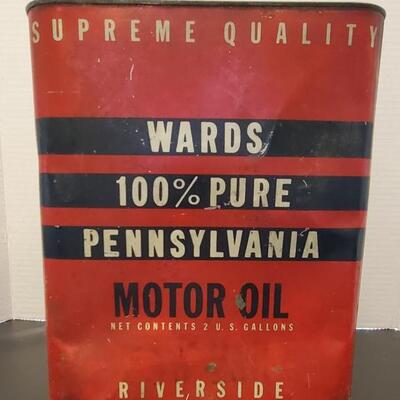 SUPREME QUALITY
WARDS
100% PURE
PENNSYLVANIA
MOTOR OIL
NET CONTENTS 2 U.S. GALLONS
RIVERSIDE